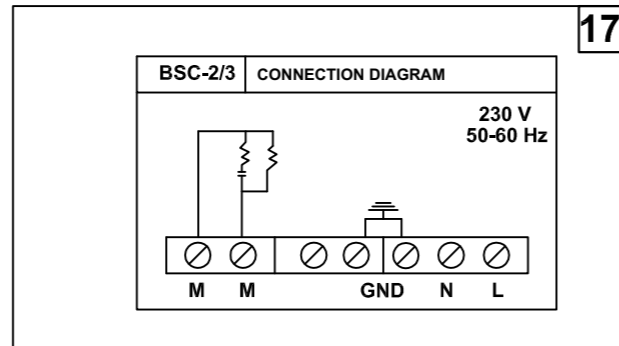 17
BSC-2/3 CONNECTION DIAGRAM
230 V
50-60 Hz
M M GND N L